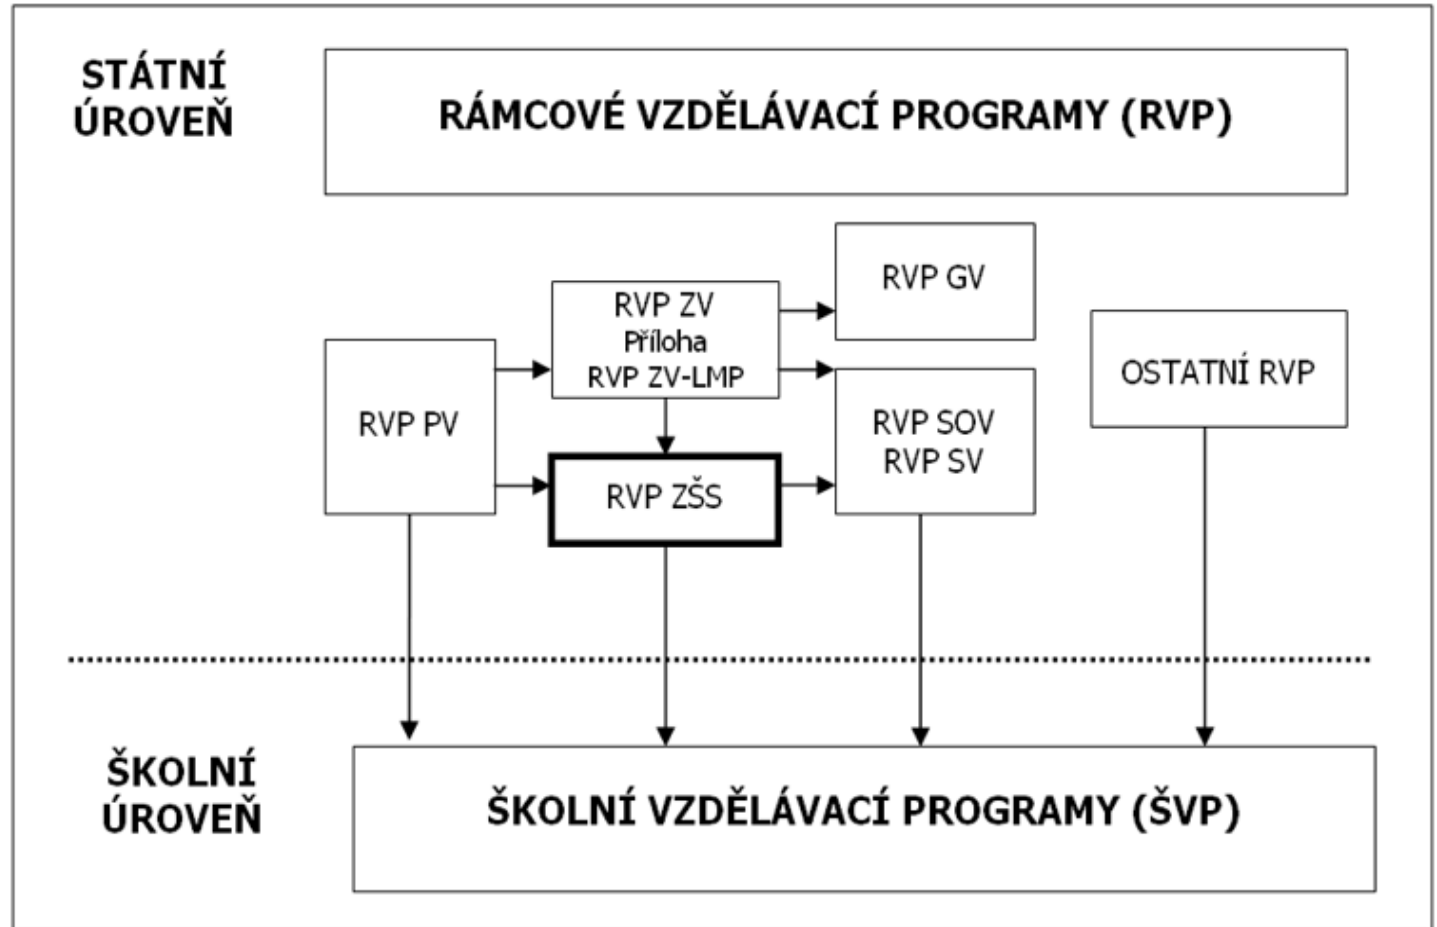 STÁTNÍ
ÚROVEŇ
RÁMCOVÉ VZDĚLÁVACÍ PROGRAMY (RVP)
RVP PV
RVP ZV
Příloha
RVP ZV-LMP
RVP ZŠS
RVP GV
RVP SOV
RVP SV
OSTATNÍ RVP
ŠKOLNÍ
ÚROVEŇ
ŠKOLNÍ VZDĚLÁVACÍ PROGRAMY (ŠVP)